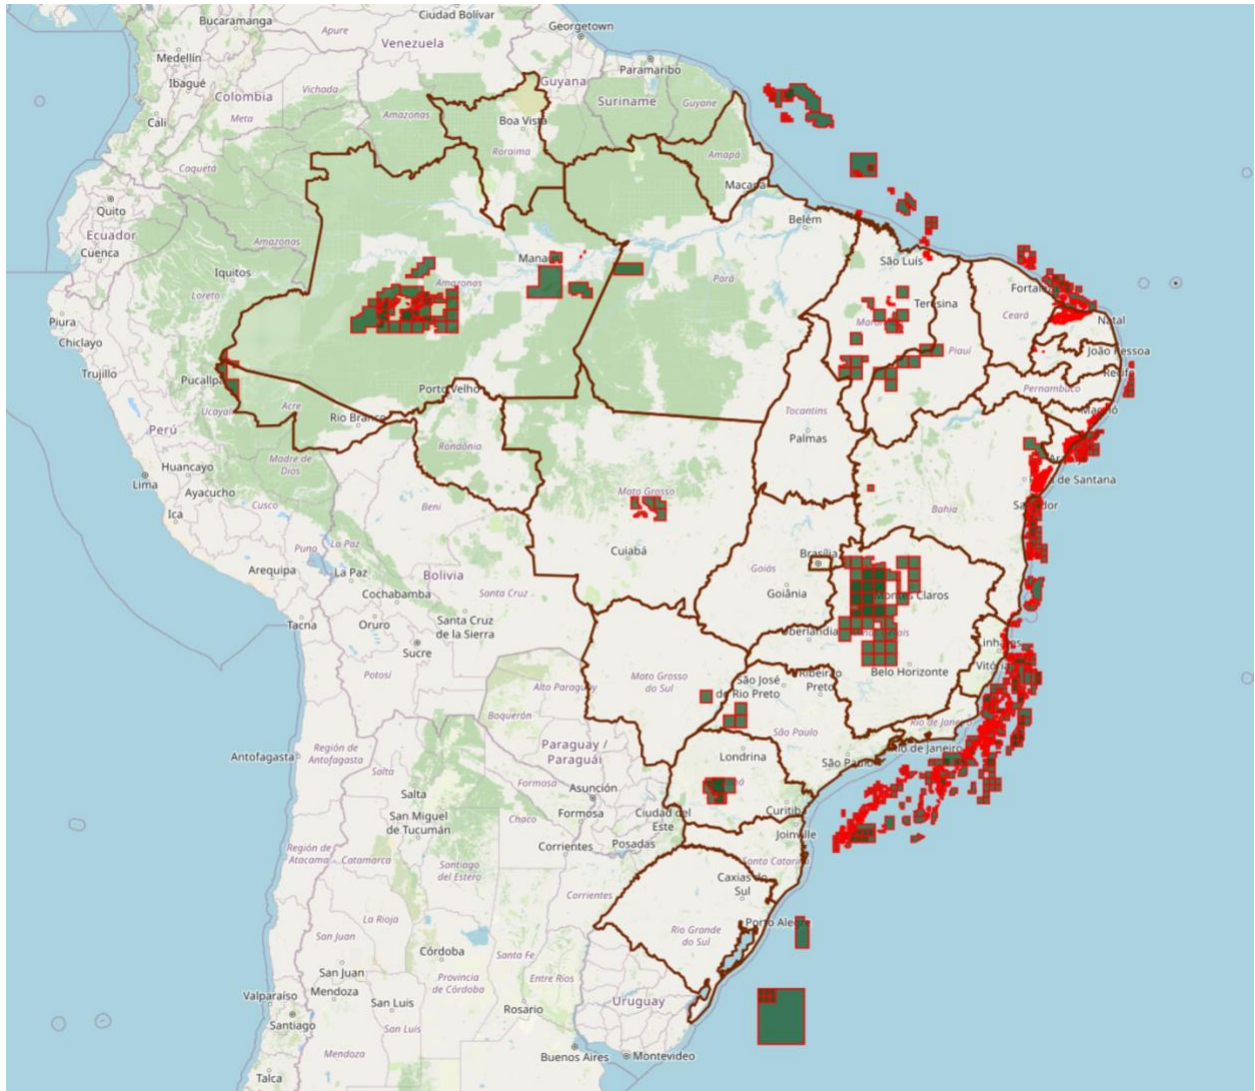 Ciudad Bolívar
Bucaramanga
Georgetown
Apure
Venezuela
Medellín
Paramaribo
Ibagué
Guyana
Vichada
Colombia
Suriname
Guyane
Meta
Amazonas
Cali
Boa Vista
Roraima
Amapá
Caquetá
Macapá
Quito
Belém
Ecuador
Amazonas
Cuenca
Manaus
São Luís
Iquitos
Amazonas
Pará
Fortaleza
Loreto
Teresina
Ceará
Piura
Natal
Chiclayo
Piauí
João Pessoa
Trujillo
Pucallpa
Recife
Porto Velho
Pernambuco
Acre
Ucayali
Rio Branco
Tocantins
Maceió
Perú
Palmas
Rondônia
Huancayo
Madre de
Dios
Lima
de Santana
Ayacucho
Mato Grosso
Cusco
Salvador
Ica
Beni
Bahia
Puno
La Paz
Cuiabá
Brasília
Arequipa
La Paz
Bolivia
Goiás
Cochabamba
Santa Cruz
Goiânia
Montes Claros
Tacna
Oruro
Santa Cruz
de la Sierra
Uberlândia
Sucre
Linhares
Potosí
Mato Grosso
do Sul
São José
do Rio Preto
Ribeirão
Preto
Belo Horizonte
Vitória
Alto Paraguay
Boquerón
São Paulo
Rio de Janeiro
Paraguay /
Paraguái
Antofagasta
Región de
Antofagasta
Londrina
Rio de Janeiro
São Paulo
Salta
Formosa
Asunción
Salta
San Miguel
de Tucumán
Chaco
Formosa
Ciudad del
Este
Curitiba
Corrientes
Posadas
Joinville
Región de
Atacama
Catamarca
Santiago
del Estero
Santa Catarina
Corrientes
Caxias do
Sul
La Rioja
Porto Alegre
San Juan
Santa Fe
Rio Grande
do Sul
Córdoba
San Juan
Provincia
de Córdoba
Entre Ríos
Valparaíso
Mendoza
San Luis
Rosario
Uruguay
Santiago
San Luis
Mendoza
Buenos Aires
Montevideo
Talca